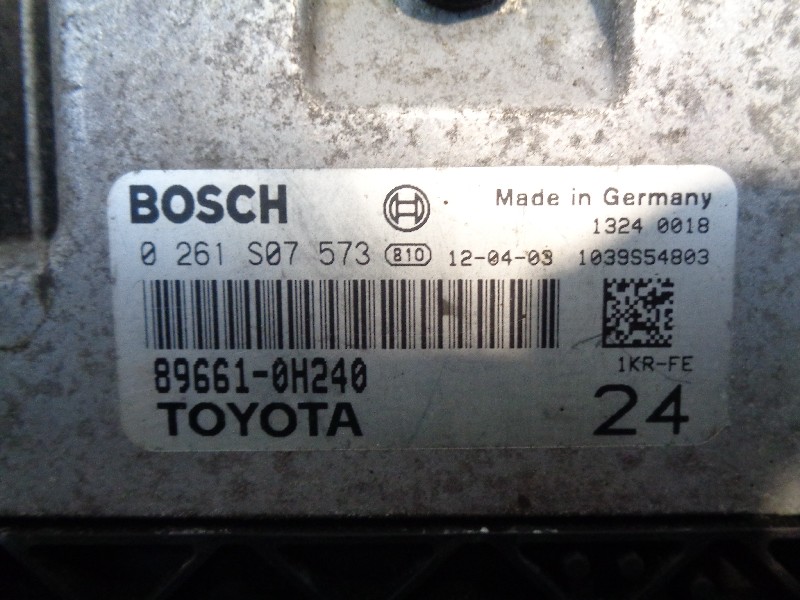 BOSCH Made in Germany
1324 0018
0 261 S07 573 810 12-04-03 1039S54803
89661-0H240 1KR-FE
TOYOTA 24